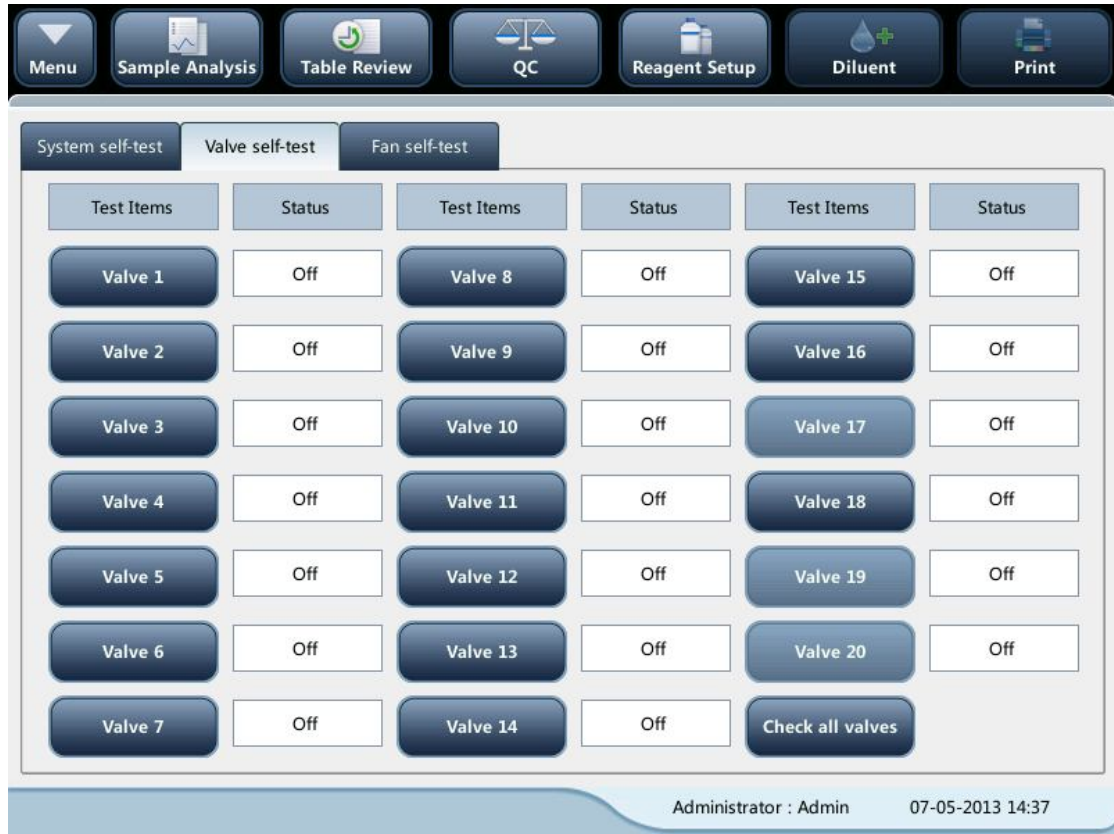 Menu Sample Analysis Table Review QC Reagent Setup Diluent Print
System self-test Valve self-test Fan self-test
Test Items Status Test Items Status Test Items Status
Valve 1 Off Valve 8 Off Valve 15 Off
Valve 2 Off Valve 9 Off Valve 16 Off
Valve 3 Off Valve 10 Off Valve 17 Off
Valve 4 Off Valve 11 Off Valve 18 Off
Valve 5 Off Valve 12 Off Valve 19 Off
Valve 6 Off Valve 13 Off Valve 20 Off
Valve 7 Off Valve 14 Off Check all valves
Administrator : Admin 07-05-2013 14:37